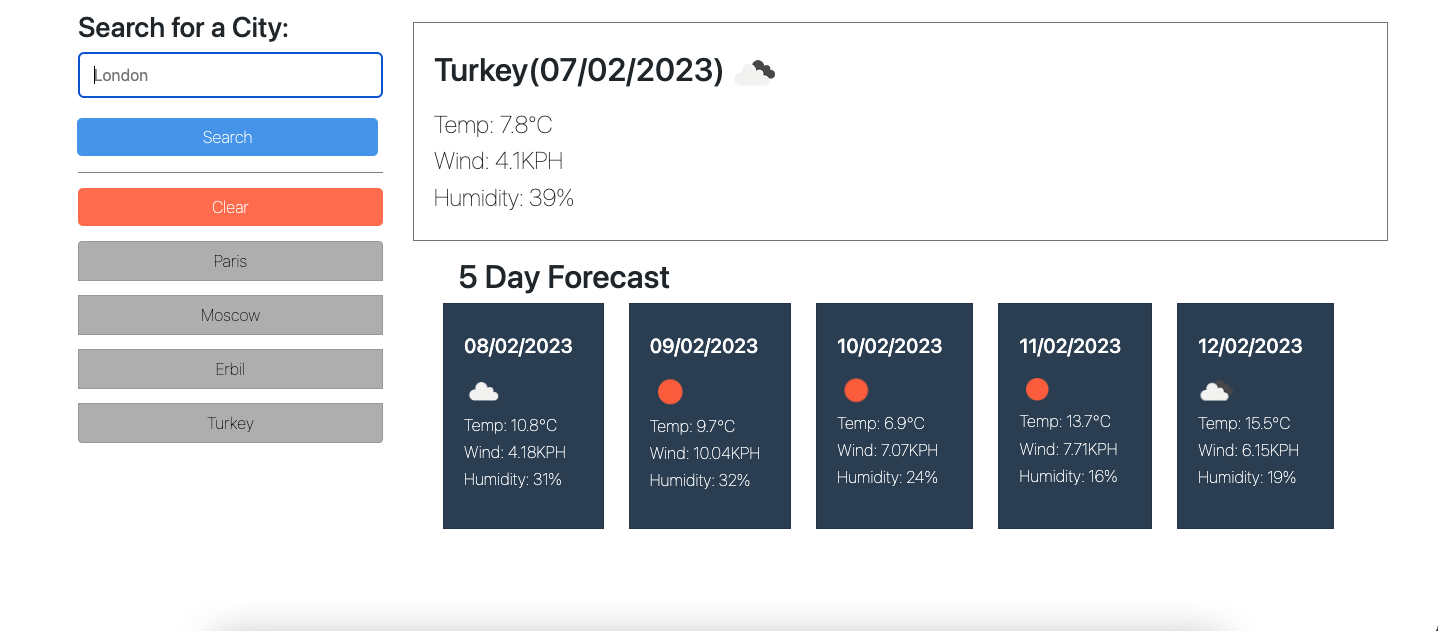 Search for a City:
London
Search
Clear
Paris
Moscow
Erbil
Turkey
Turkey(07/02/2023)
Temp: 7.8°C
Wind: 4.1KPH
Humidity: 39%
5 Day Forecast
08/02/2023
Temp: 10.8°C
Wind: 4.18KPH
Humidity: 31%
09/02/2023
Temp: 9.7°C
Wind: 10.04KPH
Humidity: 32%
10/02/2023
Temp: 6.9°C
Wind: 7.07KPH
Humidity: 24%
11/02/2023
Temp: 13.7°C
Wind: 7.71KPH
Humidity: 16%
12/02/2023
Temp: 15.5°C
Wind: 6.15KPH
Humidity: 19%